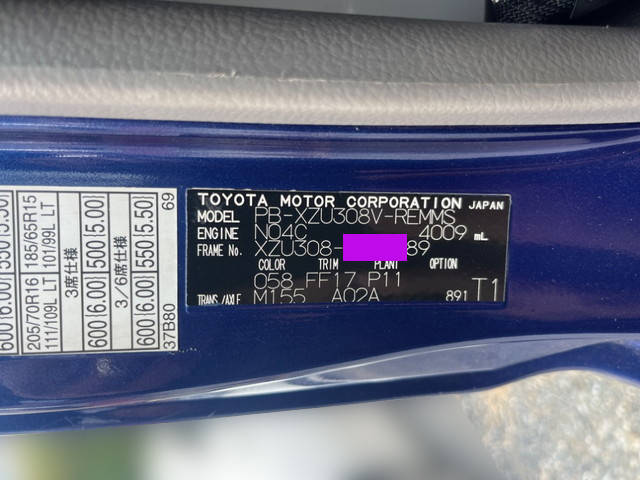 TOYOTA MOTOR CORPORATION JAPAN
MODEL PB-XZU308V-REMMS
ENGINE N04C 4009 mL
FRAME No. XZU308- 89
COLOR TRIM PLANT OPTION
058 FF17 P11
TRANS/AXLE M155 A02A 891 T1
205/70R16 185/65R15
111/109L LT 101/99L LT
3席仕様
600 (6.00) 500 [5.00]
3/6席仕様
600 (6.00) 550 [5.50]
37B80 69